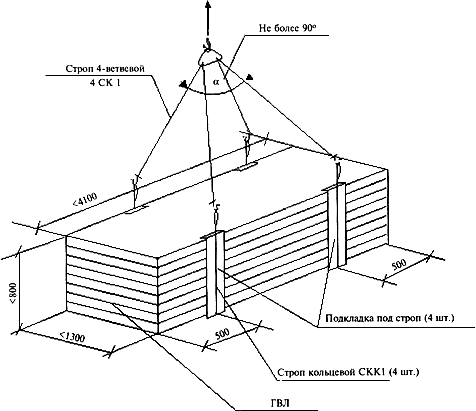 Не более 90°
Строп 4-ветвевой
4 СК 1
α
<4100
<800
<1300
500
500
Подкладка под строп (4 шт.)
Строп кольцевой СКК1 (4 шт.)
ГВЛ